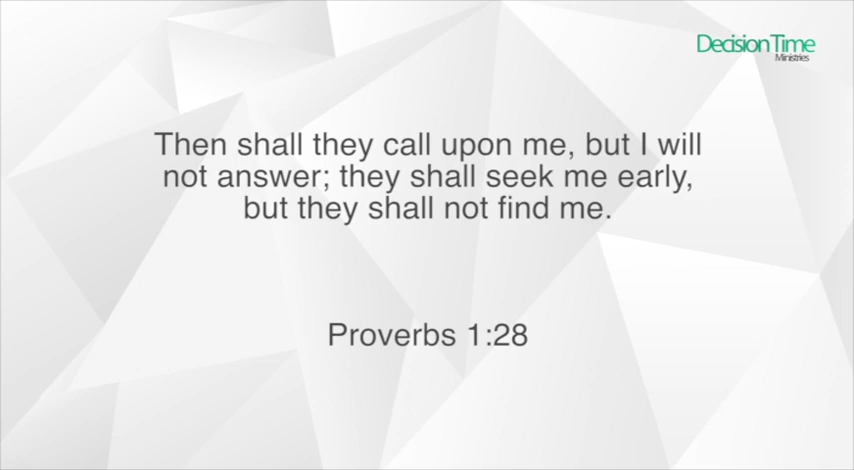 DecisionTime
Ministries
Then shall they call upon me, but I will
not answer; they shall seek me early,
but they shall not find me.
Proverbs 1:28